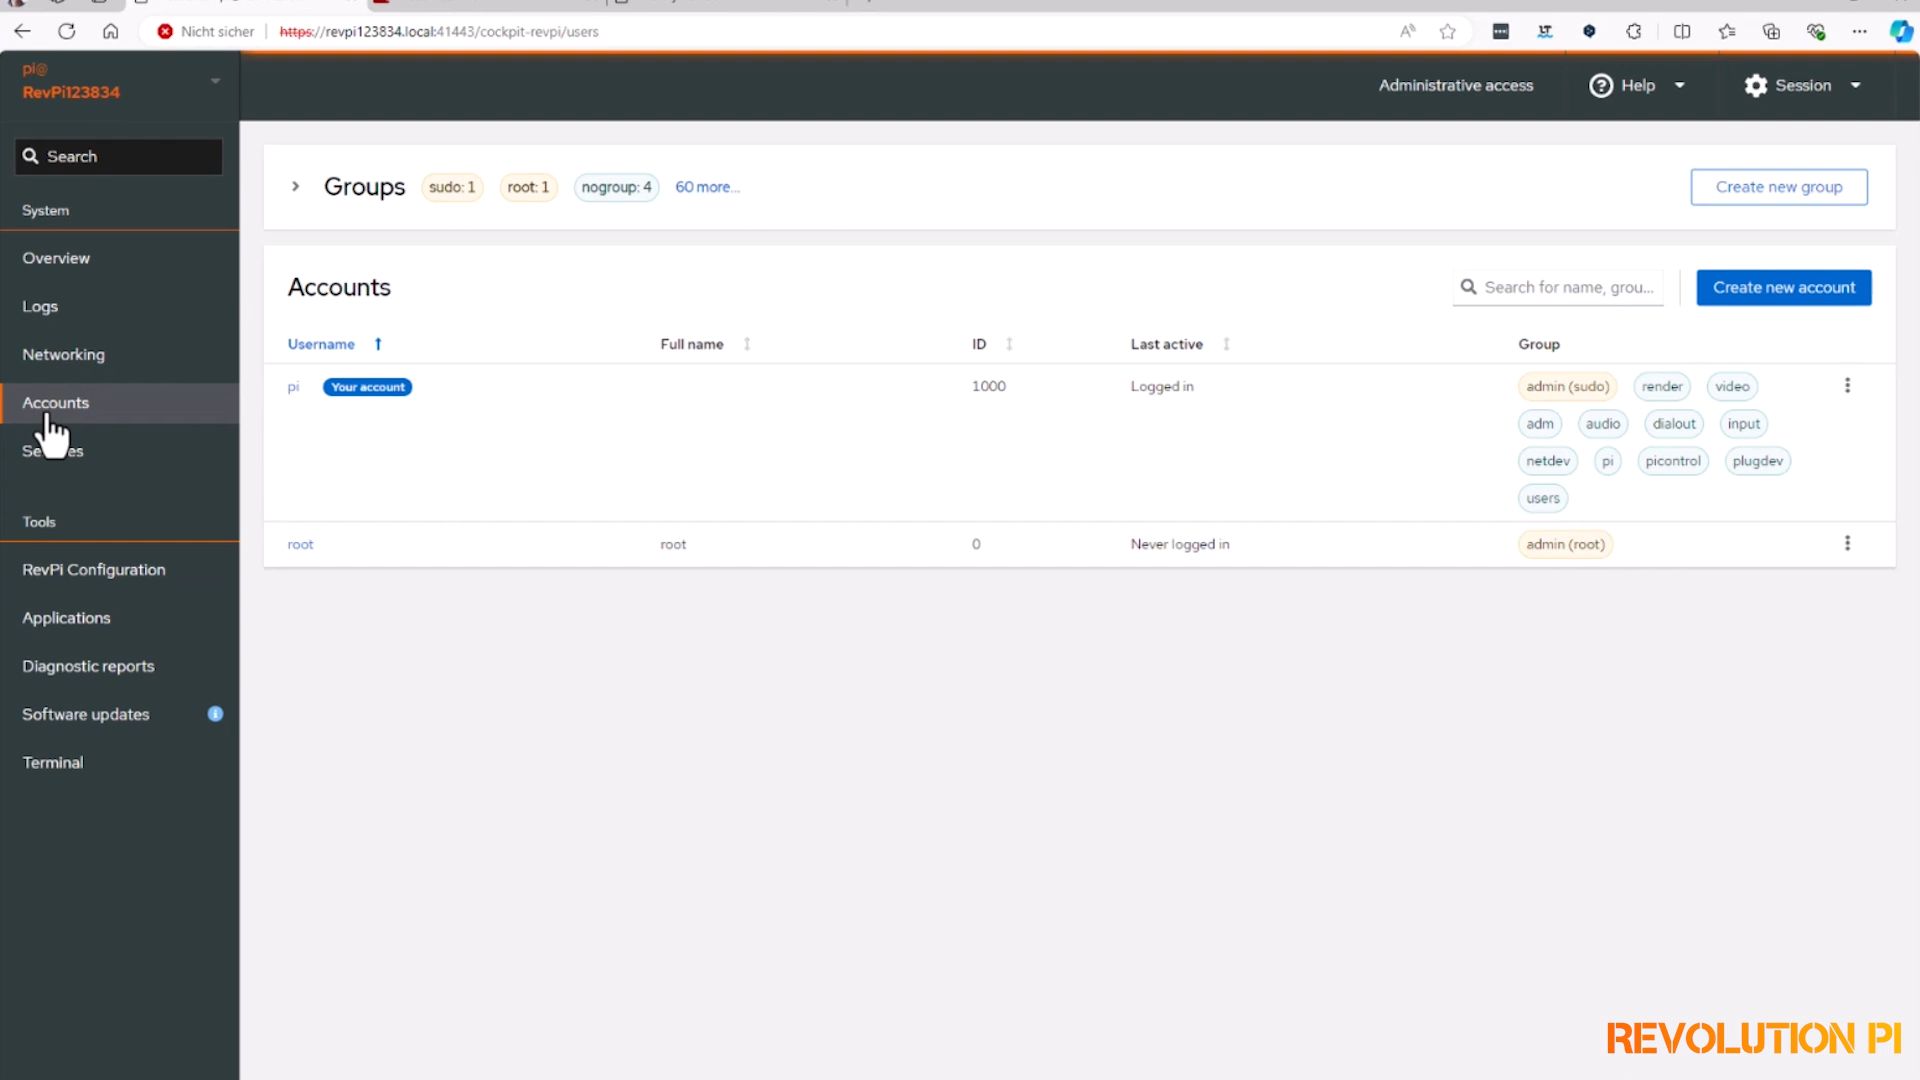 Nicht sicher https://revpi123834.local:41443/cockpit-revpi/users
pi@
RevPi123834
Administrative access
Help
Session
Search
System
Overview
Logs
Networking
Accounts
Tools
RevPi Configuration
Applications
Diagnostic reports
Software updates
Terminal
Groups sudo: 1 root: 1 nogroup: 4 60 more... Create new group
Accounts Search for name, grou... Create new account
Username Full name ID Last active Group
pi Your account 1000 Logged in admin (sudo) render video
adm audio dialout input
netdev pi picontrol plugdev
users
root root 0 Never logged in admin (root)
REVOLUTION PI